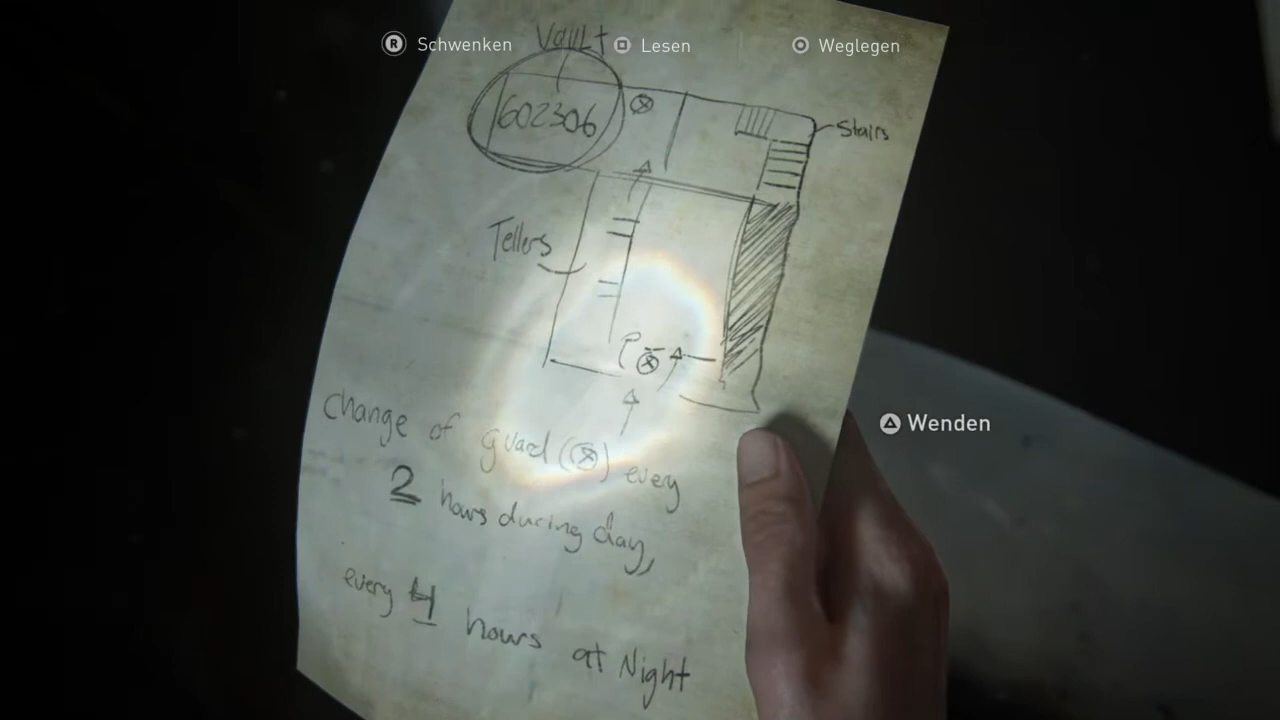 R Schwenken
Lesen
Weglegen
Vault
602306
Stairs
Tellers
Wenden
Change of guard (⊗) every
2 hours during day,
every 4 hours at Night